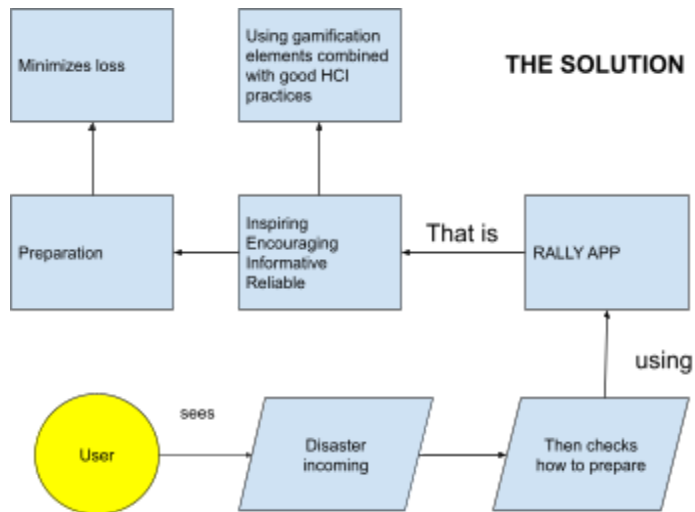 Minimizes loss
Using gamification
elements combined
with good HCI
practices
THE SOLUTION
Preparation
Inspiring
Encouraging
Informative
Reliable
That is
RALLY APP
using
sees
User
Disaster
incoming
Then checks
how to prepare